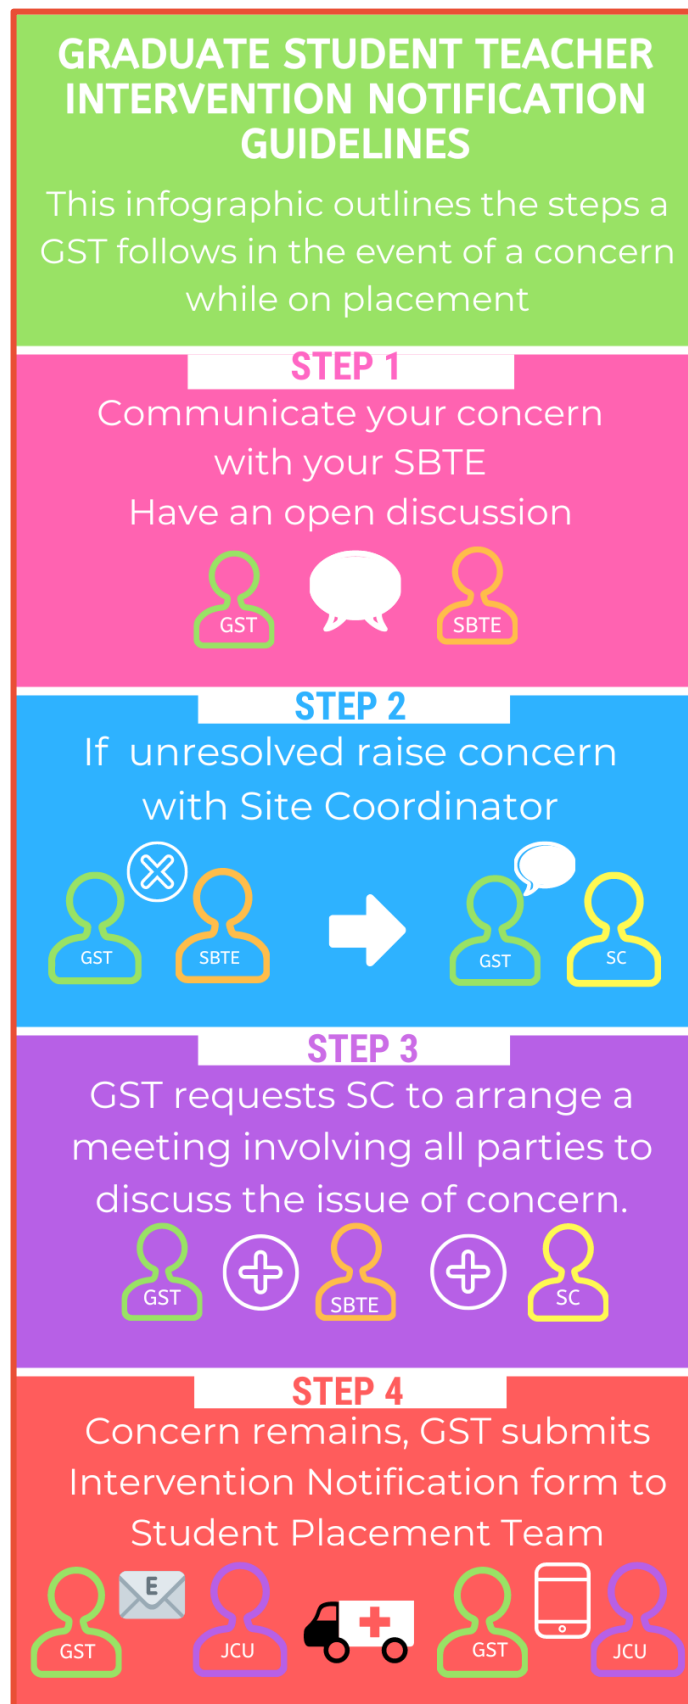 GRADUATE STUDENT TEACHER
INTERVENTION NOTIFICATION
GUIDELINES
This infographic outlines the steps a
GST follows in the event of a concern
while on placement
STEP 1
Communicate your concern
with your SBTE
Have an open discussion
GST
SBTE
STEP 2
If unresolved raise concern
with Site Coordinator
GST
SBTE
GST
SC
STEP 3
GST requests SC to arrange a
meeting involving all parties to
discuss the issue of concern.
GST
SBTE
SC
STEP 4
Concern remains, GST submits
Intervention Notification form to
Student Placement Team
GST
E
JCU
GST
JCU